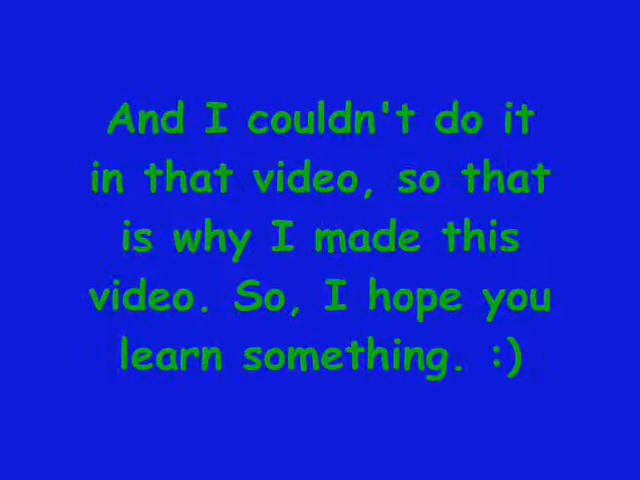 And I couldn't do it
in that video, so that
is why I made this
video. So, I hope you
learn something. :)